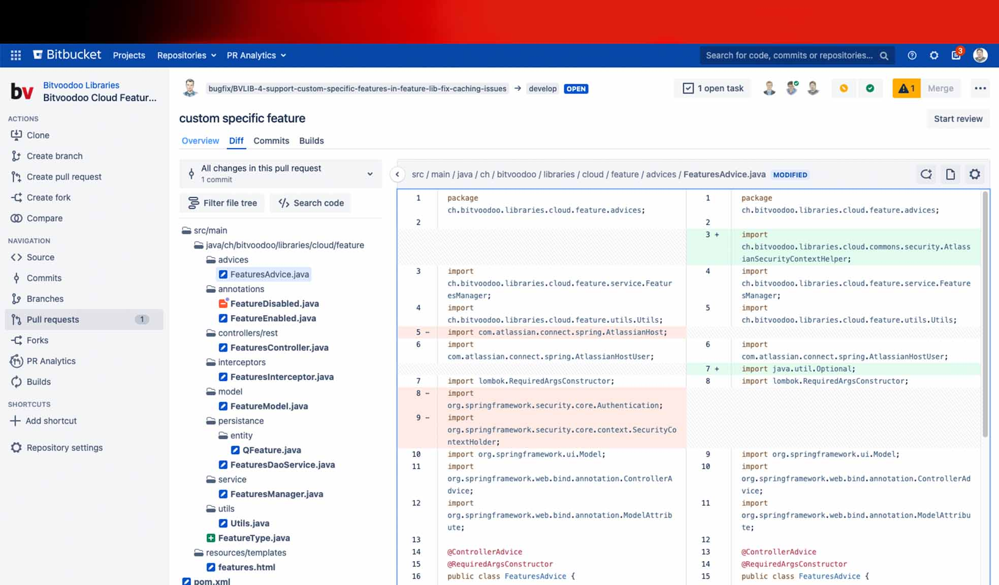 Bitbucket Projects Repositories PR Analytics Search for code, commits or repositories... 3
bv Bitvoodoo Libraries
Bitvoodoo Cloud Featur...
ACTIONS
Clone
Create branch
Create pull request
Create fork
Compare
NAVIGATION
Source
Commits
Branches
Pull requests 1
Forks
PR Analytics
Builds
SHORTCUTS
Add shortcut
Repository settings
bugfix/BVLIB-4-support-custom-specific-features-in-feature-lib-fix-caching-issues → develop OPEN 1 open task 1 Merge
custom specific feature
Start review
Overview Diff Commits Builds
All changes in this pull request
1 commit
Filter file tree Search code
src/main
java/ch/bitvoodoo/libraries/cloud/feature
advices
FeaturesAdvice.java
annotations
FeatureDisabled.java
FeatureEnabled.java
controllers/rest
FeaturesController.java
interceptors
FeaturesInterceptor.java
model
FeatureModel.java
persistance
entity
QFeature.java
FeaturesDaoService.java
service
FeaturesManager.java
utils
Utils.java
FeatureType.java
resources/templates
features.html
pom.xml
src / main / java / ch / bitvoodoo / libraries / cloud / feature / advices / FeaturesAdvice.java MODIFIED
1 package
ch.bitvoodoo.libraries.cloud.feature.advices;
2
3 import
ch.bitvoodoo.libraries.cloud.feature.service.Featur
esManager;
4 import
ch.bitvoodoo.libraries.cloud.feature.utils.Utils;
5 - import com.atlassian.connect.spring.AtlassianHost;
6 import
com.atlassian.connect.spring.AtlassianHostUser;
7 import lombok.RequiredArgsConstructor;
8 - import
org.springframework.security.core.Authentication;
9 - import
org.springframework.security.core.context.SecurityCo
ntextHolder;
10 import org.springframework.ui.Model;
11 import
org.springframework.web.bind.annotation.ControllerA
dvice;
12 import
org.springframework.web.bind.annotation.ModelAttrib
ute;
13
14 @ControllerAdvice
15 @RequiredArgsConstructor
16 public class FeaturesAdvice {
1 package
ch.bitvoodoo.libraries.cloud.feature.advices;
2
3 + import
ch.bitvoodoo.libraries.cloud.commons.security.Atlass
ianSecurityContextHelper;
4 import
ch.bitvoodoo.libraries.cloud.feature.service.Feature
sManager;
5 import
ch.bitvoodoo.libraries.cloud.feature.utils.Utils;
6 import
com.atlassian.connect.spring.AtlassianHostUser;
7 + import java.util.Optional;
8 import lombok.RequiredArgsConstructor;
9 import org.springframework.ui.Model;
10 import
org.springframework.web.bind.annotation.ControllerAd
vice;
11 import
org.springframework.web.bind.annotation.ModelAttribu
te;
12
13 @ControllerAdvice
14 @RequiredArgsConstructor
15 public class FeaturesAdvice {